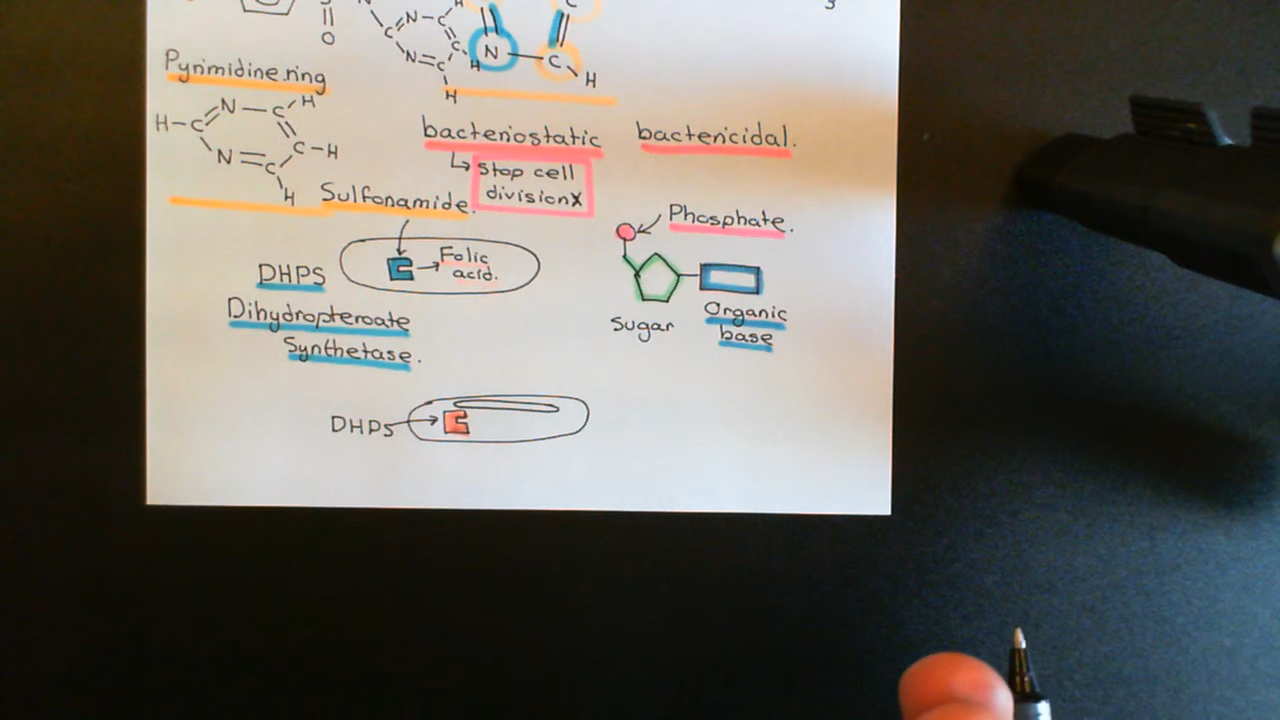 O
N C H
C C H
N C N C H
H
Pyrimidine ring
N C H
H C
N C H
C
H
bacteriostatic bactericidal.
↳ stop cell
division X
Sulfonamide.
Phosphate.
DHPS
Folic
acid.
Dihydropteroate
Synthetase.
Sugar
Organic
base
DHPS